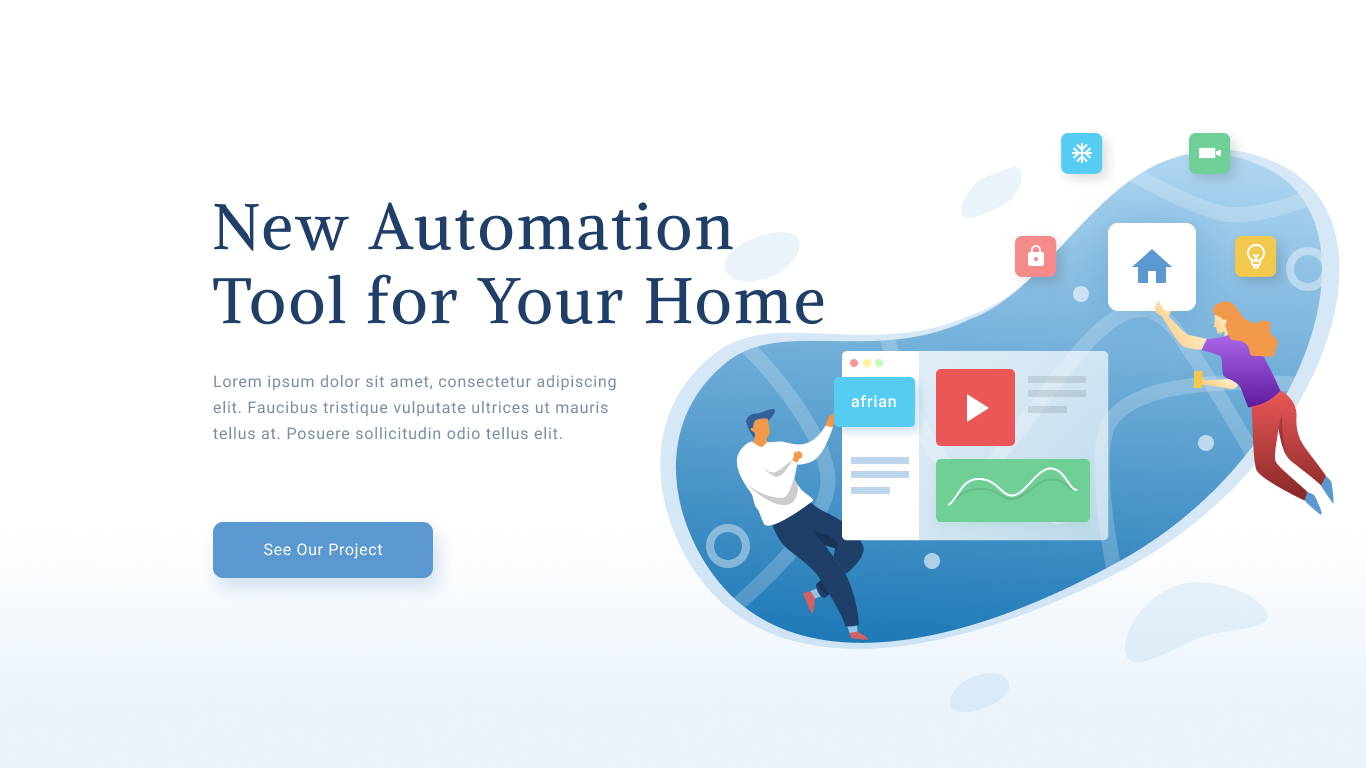 New Automation
Tool for Your Home
Lorem ipsum dolor sit amet, consectetur adipiscing
elit. Faucibus tristique vulputate ultrices ut mauris
tellus at. Posuere sollicitudin odio tellus elit.
See Our Project
afrian